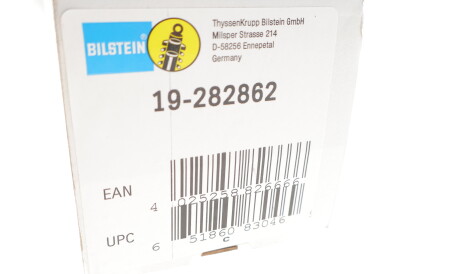 BILSTEIN
ThyssenKrupp Bilstein GmbH
Milsper Strasse 214
D-58256 Ennepetal
Germany
19-282862
EAN 4 025258 826666
UPC 6 51860 83046 c